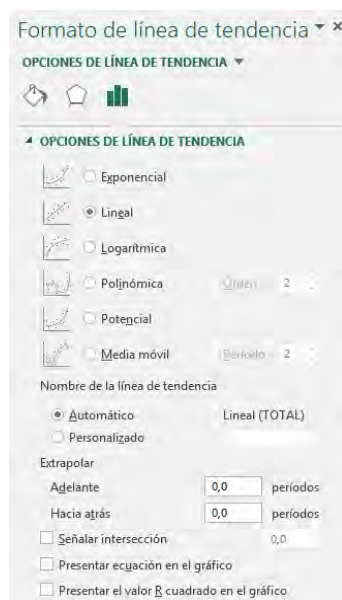 Formato de línea de tendencia
OPCIONES DE LÍNEA DE TENDENCIA
OPCIONES DE LÍNEA DE TENDENCIA
Exponencial
Lineal
Logarítmica
Polinómica Orden 2
Potencial
Media móvil Período 2
Nombre de la línea de tendencia
Automático Lineal (TOTAL)
Personalizado
Extrapolar
Adelante 0,0 períodos
Hacia atrás 0,0 períodos
Señalar intersección 0,0
Presentar ecuación en el gráfico
Presentar el valor R cuadrado en el gráfico